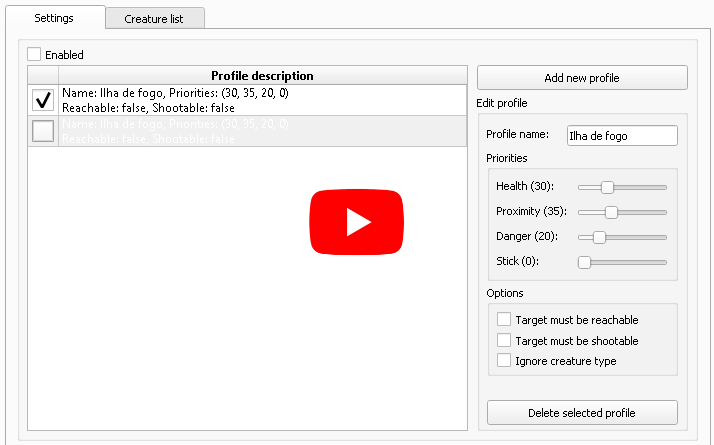 Settings
Creature list
Enabled
Profile description
Name: Ilha de fogo, Priorities: (30, 35, 20, 0)
Reachable: false, Shootable: false
Name: Ilha de fogo, Priorities: (30, 35, 20, 0)
Reachable: false, Shootable: false
Add new profile
Edit profile
Profile name: Ilha de fogo
Priorities
Health (30):
Proximity (35):
Danger (20):
Stick (0):
Options
Target must be reachable
Target must be shootable
Ignore creature type
Delete selected profile